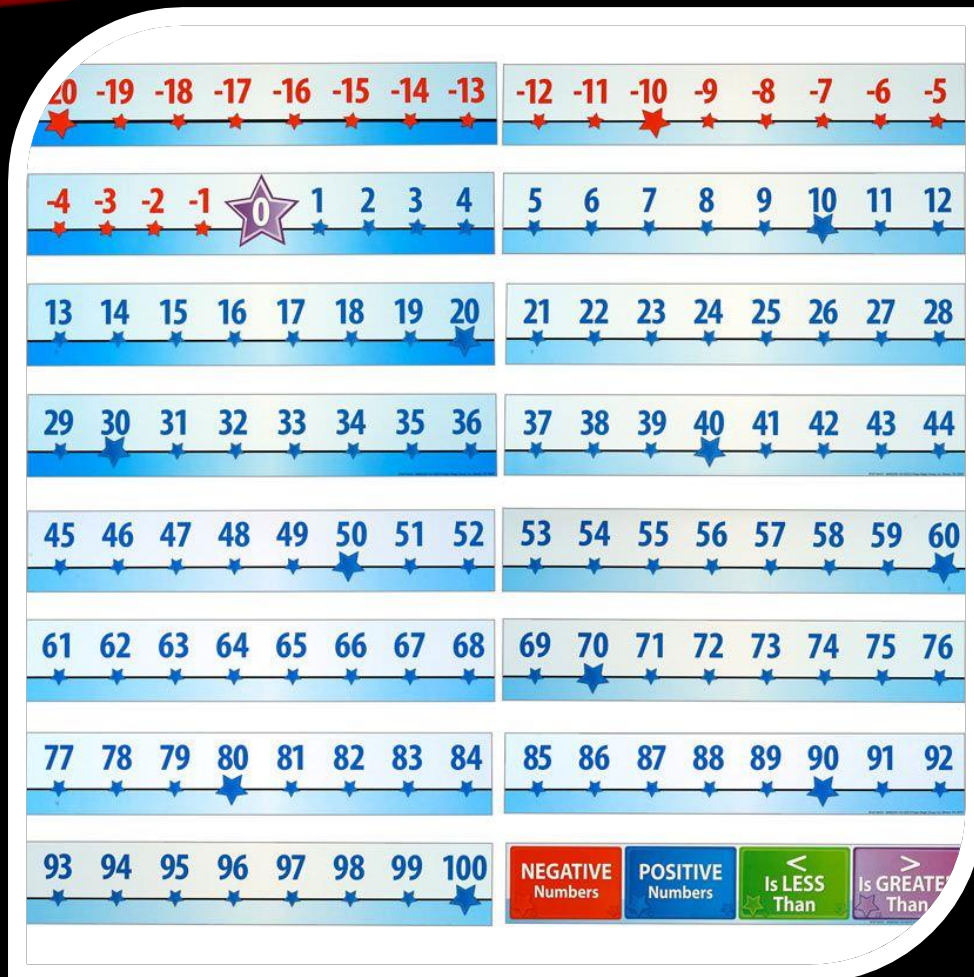 20 -19 -18 -17 -16 -15 -14 -13
-12 -11 -10 -9 -8 -7 -6 -5
-4 -3 -2 -1 0 1 2 3 4
5 6 7 8 9 10 11 12
13 14 15 16 17 18 19 20
21 22 23 24 25 26 27 28
29 30 31 32 33 34 35 36
37 38 39 40 41 42 43 44
45 46 47 48 49 50 51 52
53 54 55 56 57 58 59 60
61 62 63 64 65 66 67 68
69 70 71 72 73 74 75 76
77 78 79 80 81 82 83 84
85 86 87 88 89 90 91 92
93 94 95 96 97 98 99 100
NEGATIVE
Numbers
POSITIVE
Numbers
<
Is LESS
Than
>
Is GREATE
Than